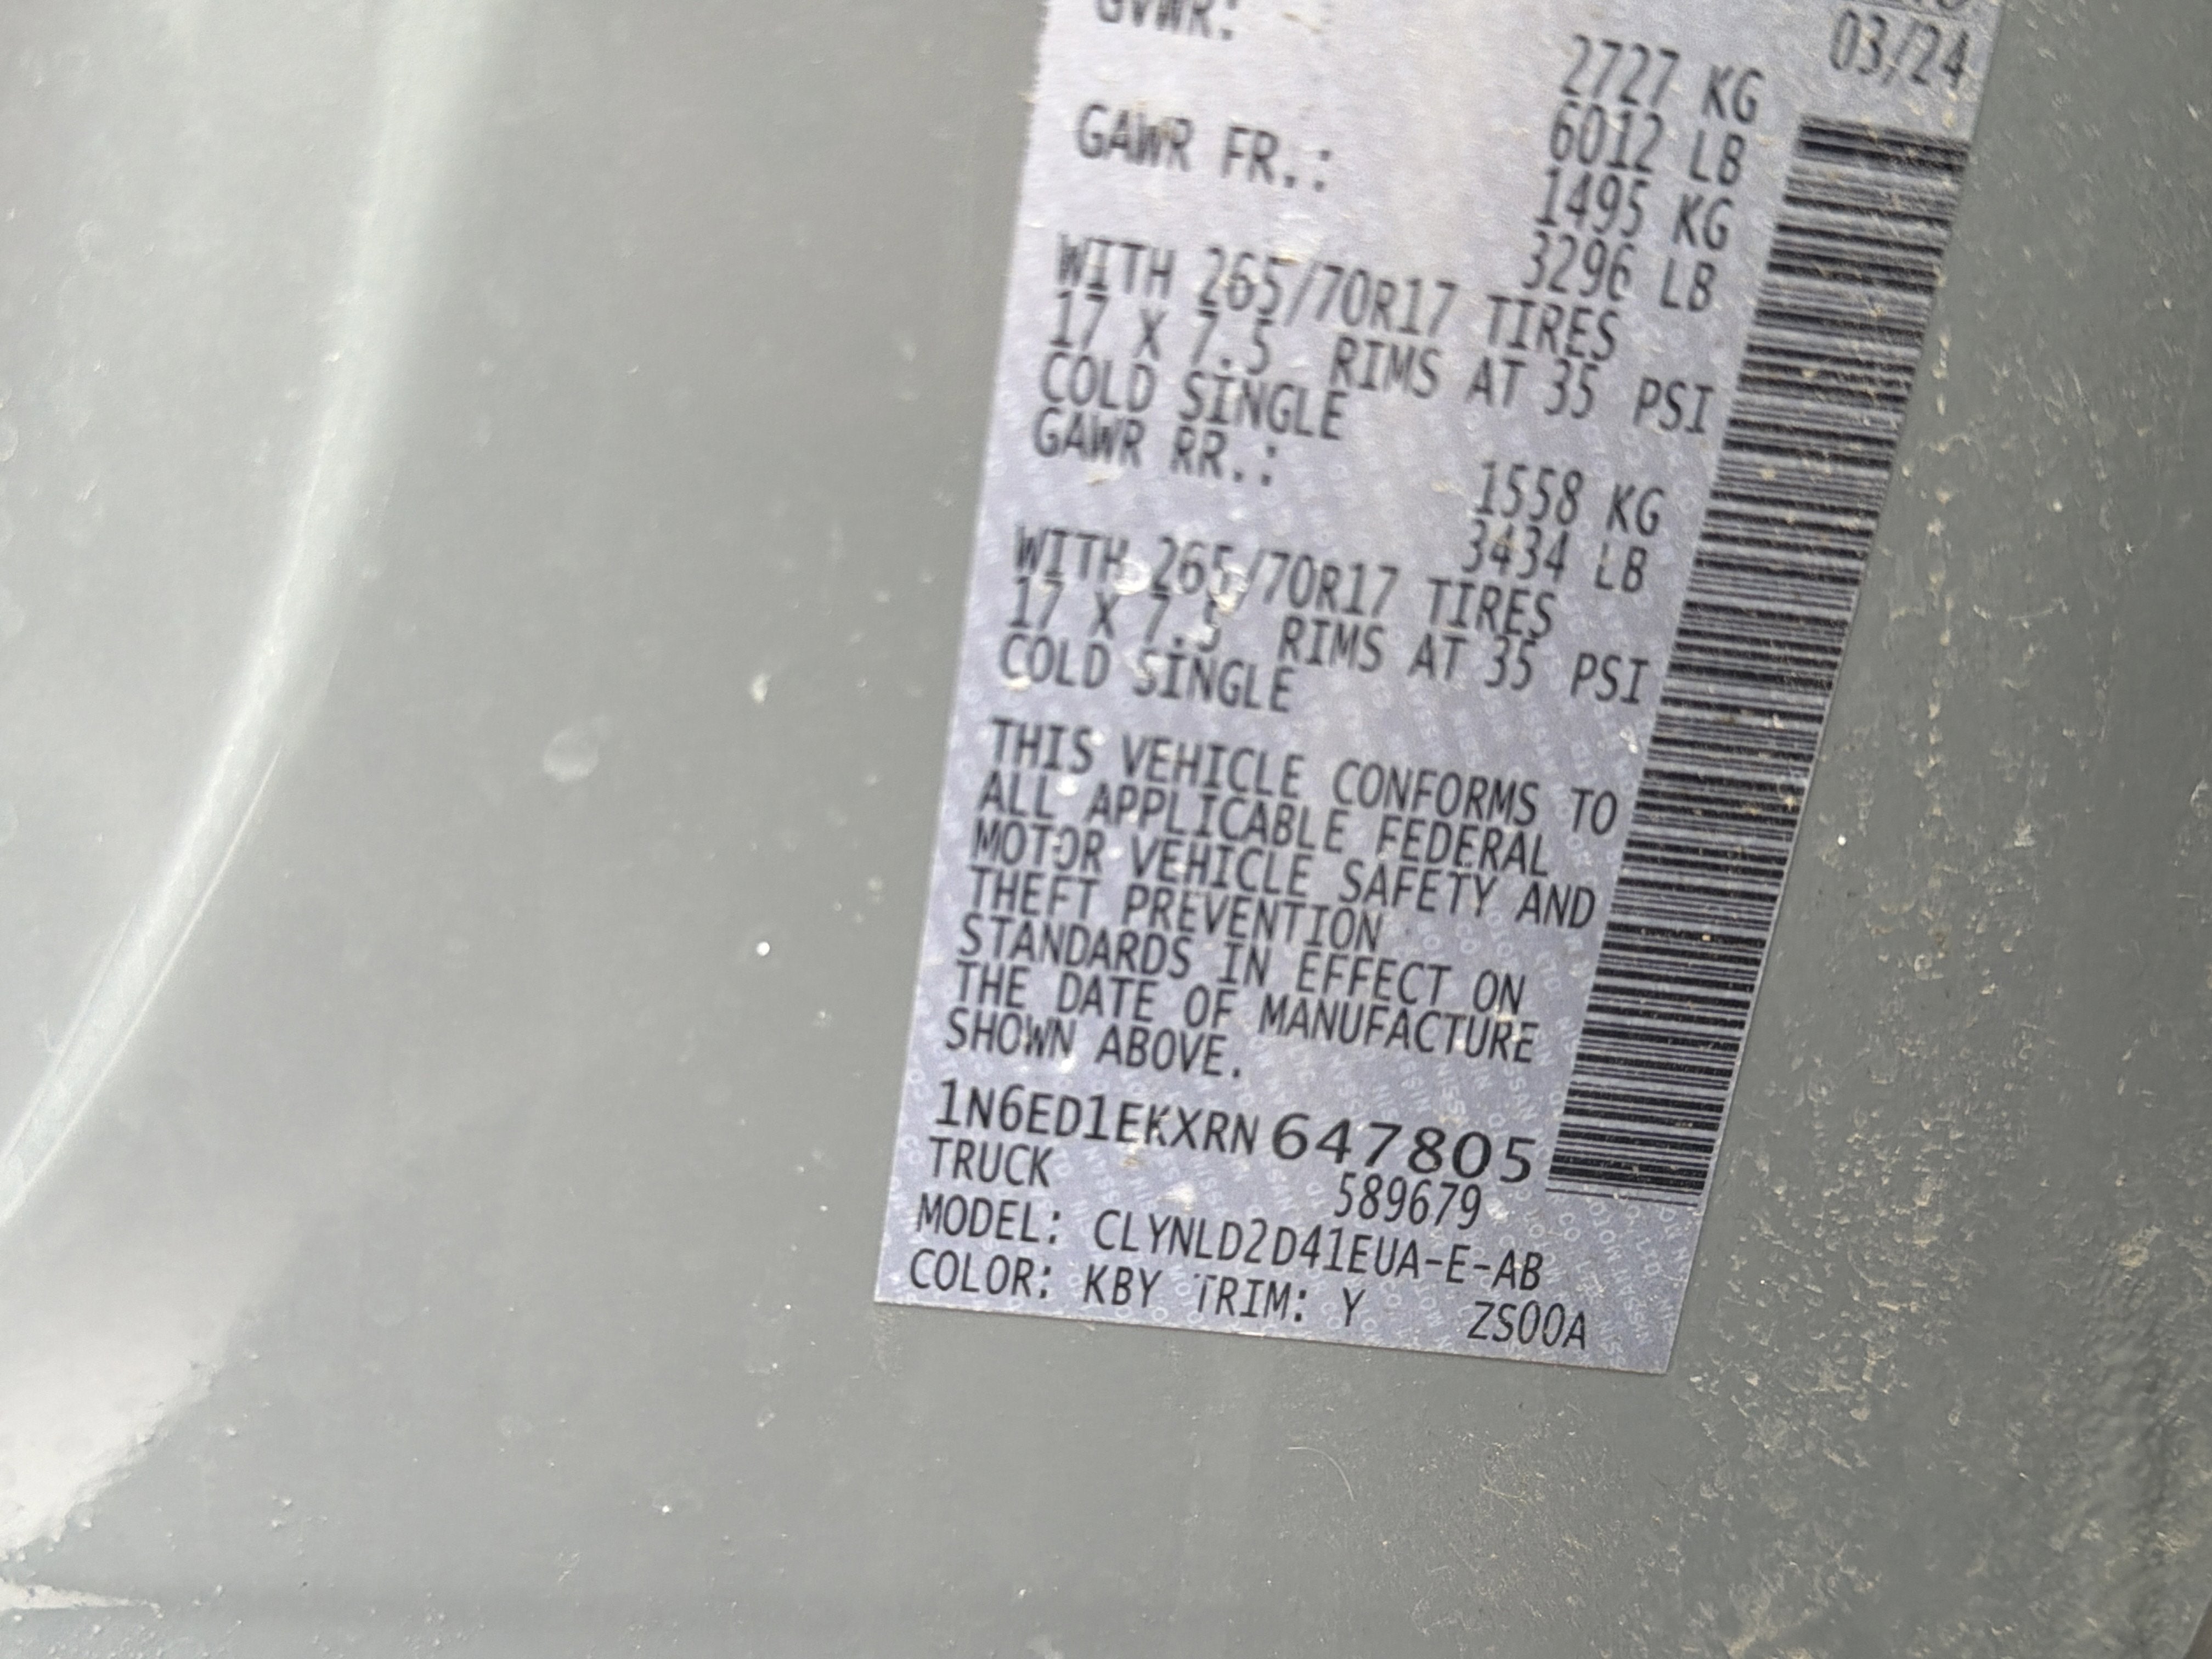 03/24
GVWR: 2727 KG
6012 LB
GAWR FR.: 1495 KG
3296 LB
WITH 265/70R17 TIRES
17 X 7.5 RIMS AT 35 PSI
COLD SINGLE
GAWR RR.: 1558 KG
3434 LB
WITH 265/70R17 TIRES
17 X 7.5 RIMS AT 35 PSI
COLD SINGLE
THIS VEHICLE CONFORMS TO
ALL APPLICABLE FEDERAL
MOTOR VEHICLE SAFETY AND
THEFT PREVENTION
STANDARDS IN EFFECT ON
THE DATE OF MANUFACTURE
SHOWN ABOVE.
1N6ED1EKXRN647805
TRUCK 589679
MODEL: CLYNLD2D41EUA-E-AB
COLOR: KBY TRIM: Y ZS00A